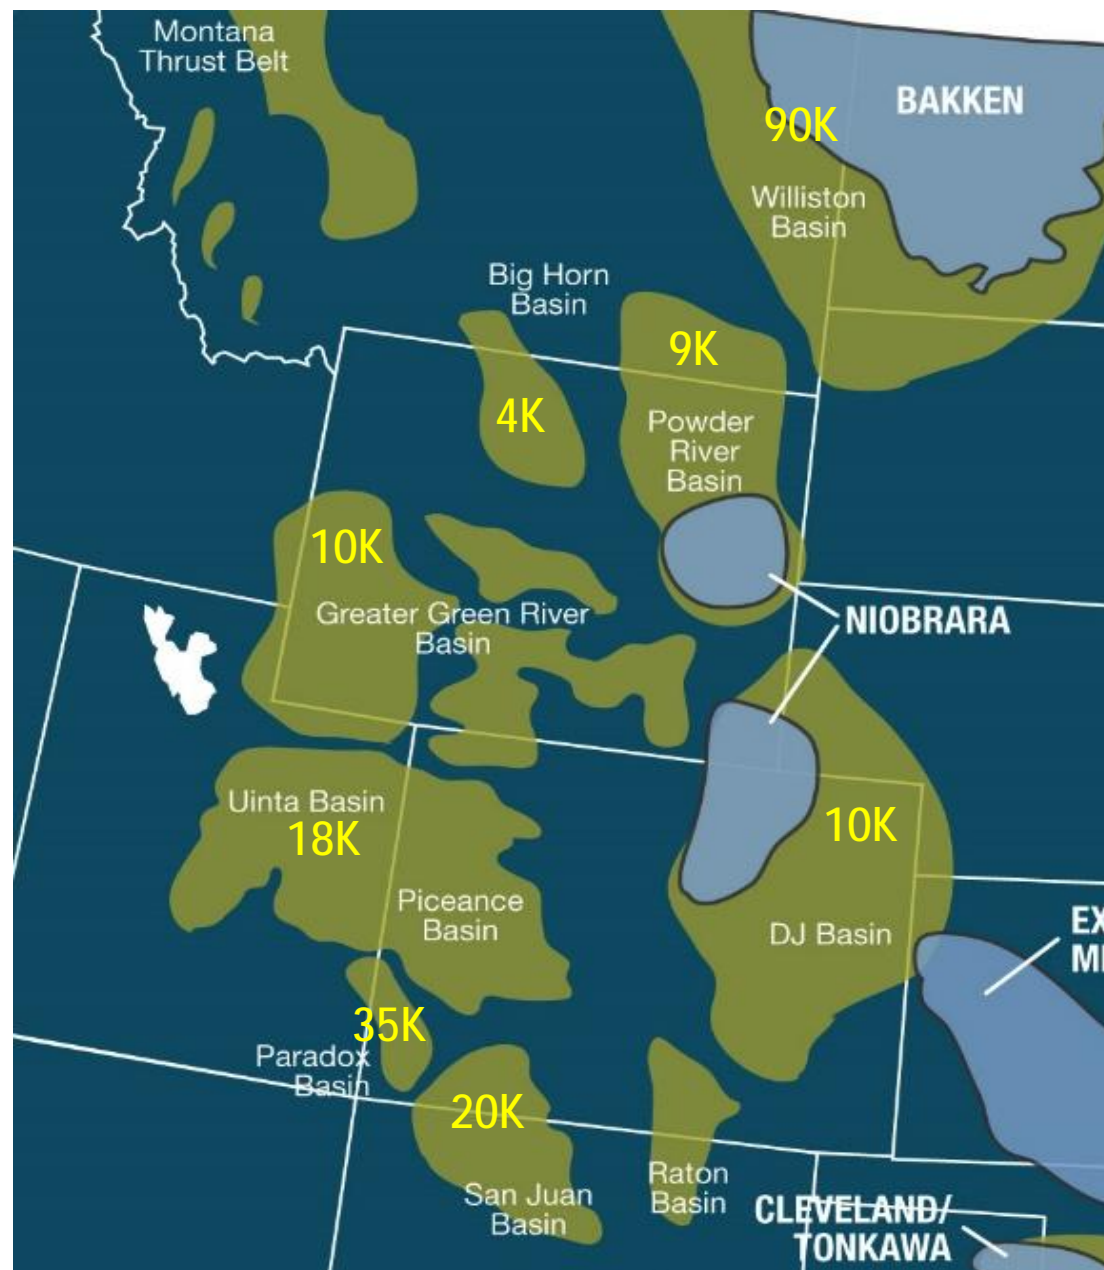 Montana
Thrust Belt
BAKKEN
90K
Williston
Basin
Big Horn
Basin
9K
4K
Powder
River
Basin
10K
Greater Green River
Basin
NIOBRARA
Uinta Basin
18K
10K
Piceance
Basin
DJ Basin
EX
MI
35K
Paradox
Basin
20K
San Juan
Basin
Raton
Basin
CLEVELAND/
TONKAWA